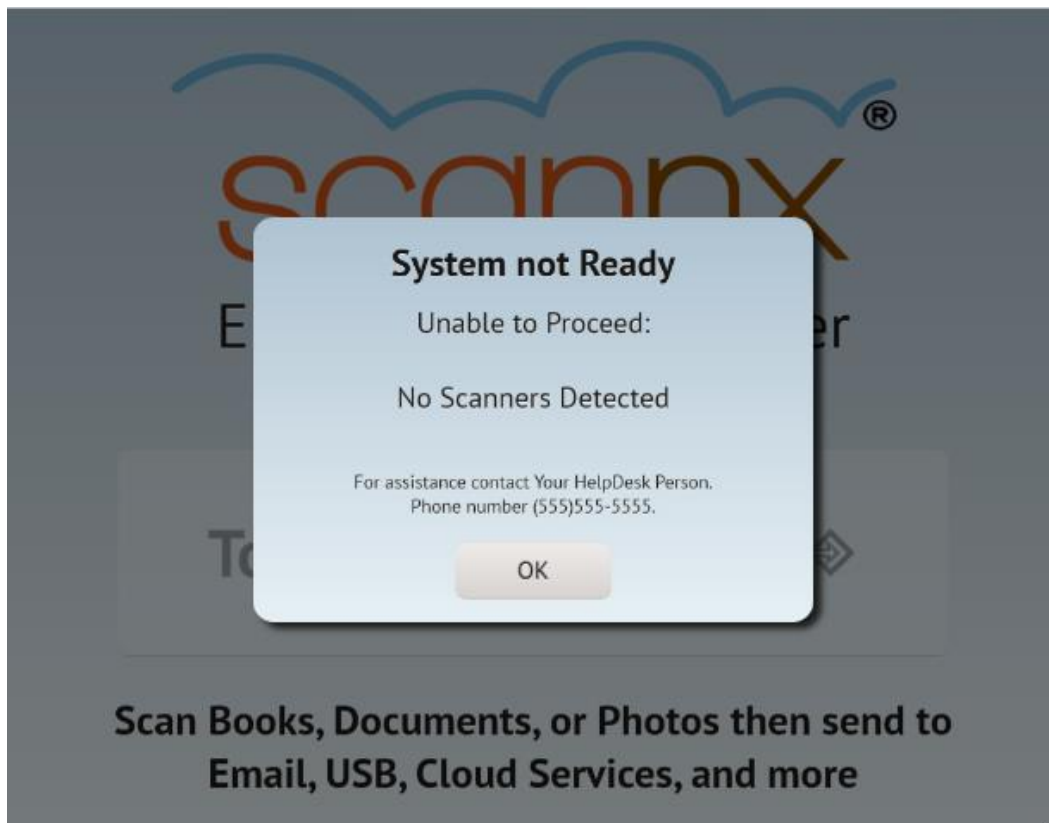 ®
scannx
System not Ready
Unable to Proceed:
No Scanners Detected
For assistance contact Your HelpDesk Person.
Phone number (555)555-5555.
OK
Scan Books, Documents, or Photos then send to
Email, USB, Cloud Services, and more